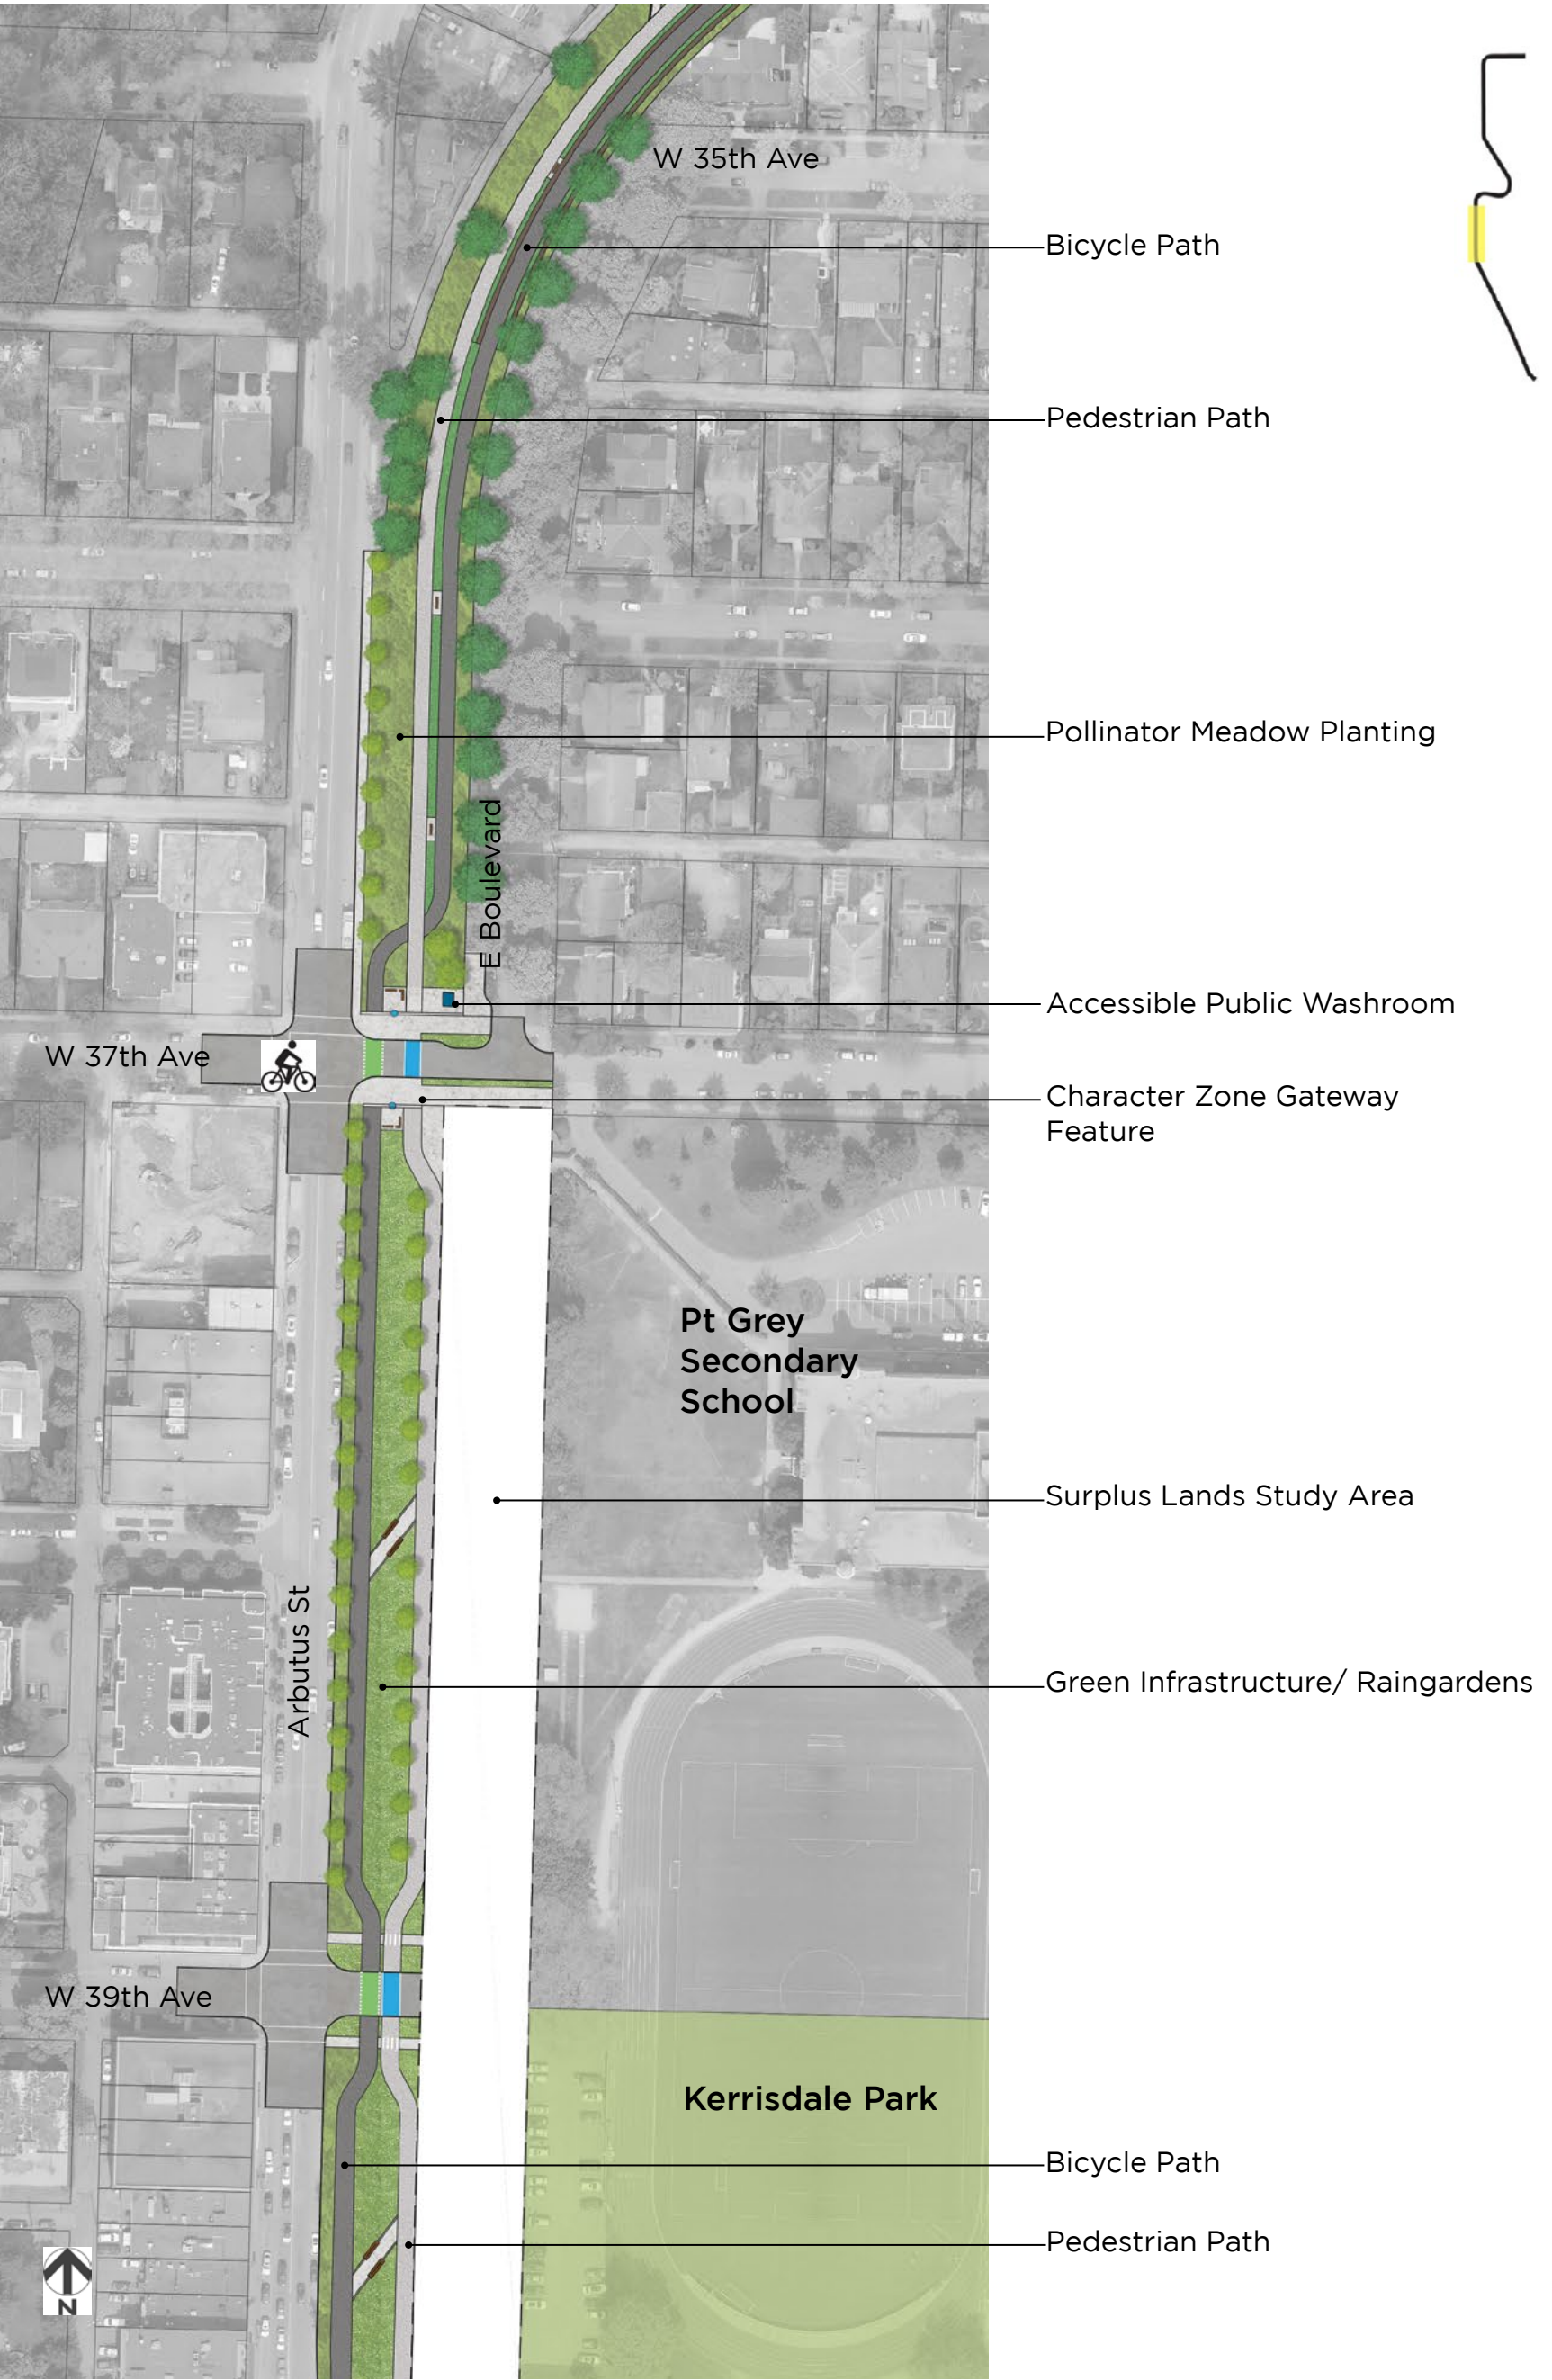 W 35th Ave
Bicycle Path
Pedestrian Path
Pollinator Meadow Planting
E Boulevard
Accessible Public Washroom
W 37th Ave
Character Zone Gateway
Feature
Pt Grey
Secondary
School
Surplus Lands Study Area
Arbutus St
Green Infrastructure/ Raingardens
W 39th Ave
Kerrisdale Park
Bicycle Path
Pedestrian Path
N